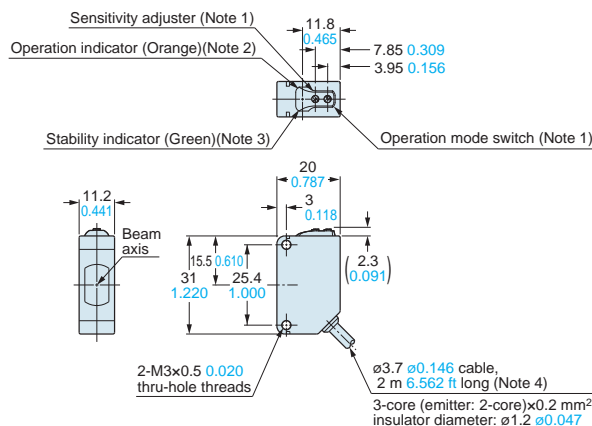 Sensitivity adjuster (Note 1)
11.8
0.465
Operation indicator (Orange)(Note 2)
7.85 0.309
3.95 0.156
Stability indicator (Green)(Note 3)
Operation mode switch (Note 1)
20
0.787
11.2
0.441
3
0.118
Beam
axis
15.5 0.610
31
1.220
25.4
1.000
(2.3
0.091)
2-M3×0.5 0.020
thru-hole threads
ø3.7 ø0.146 cable,
2 m 6.562 ft long (Note 4)
3-core (emitter: 2-core)×0.2 mm²
insulator diameter: ø1.2 ø0.047